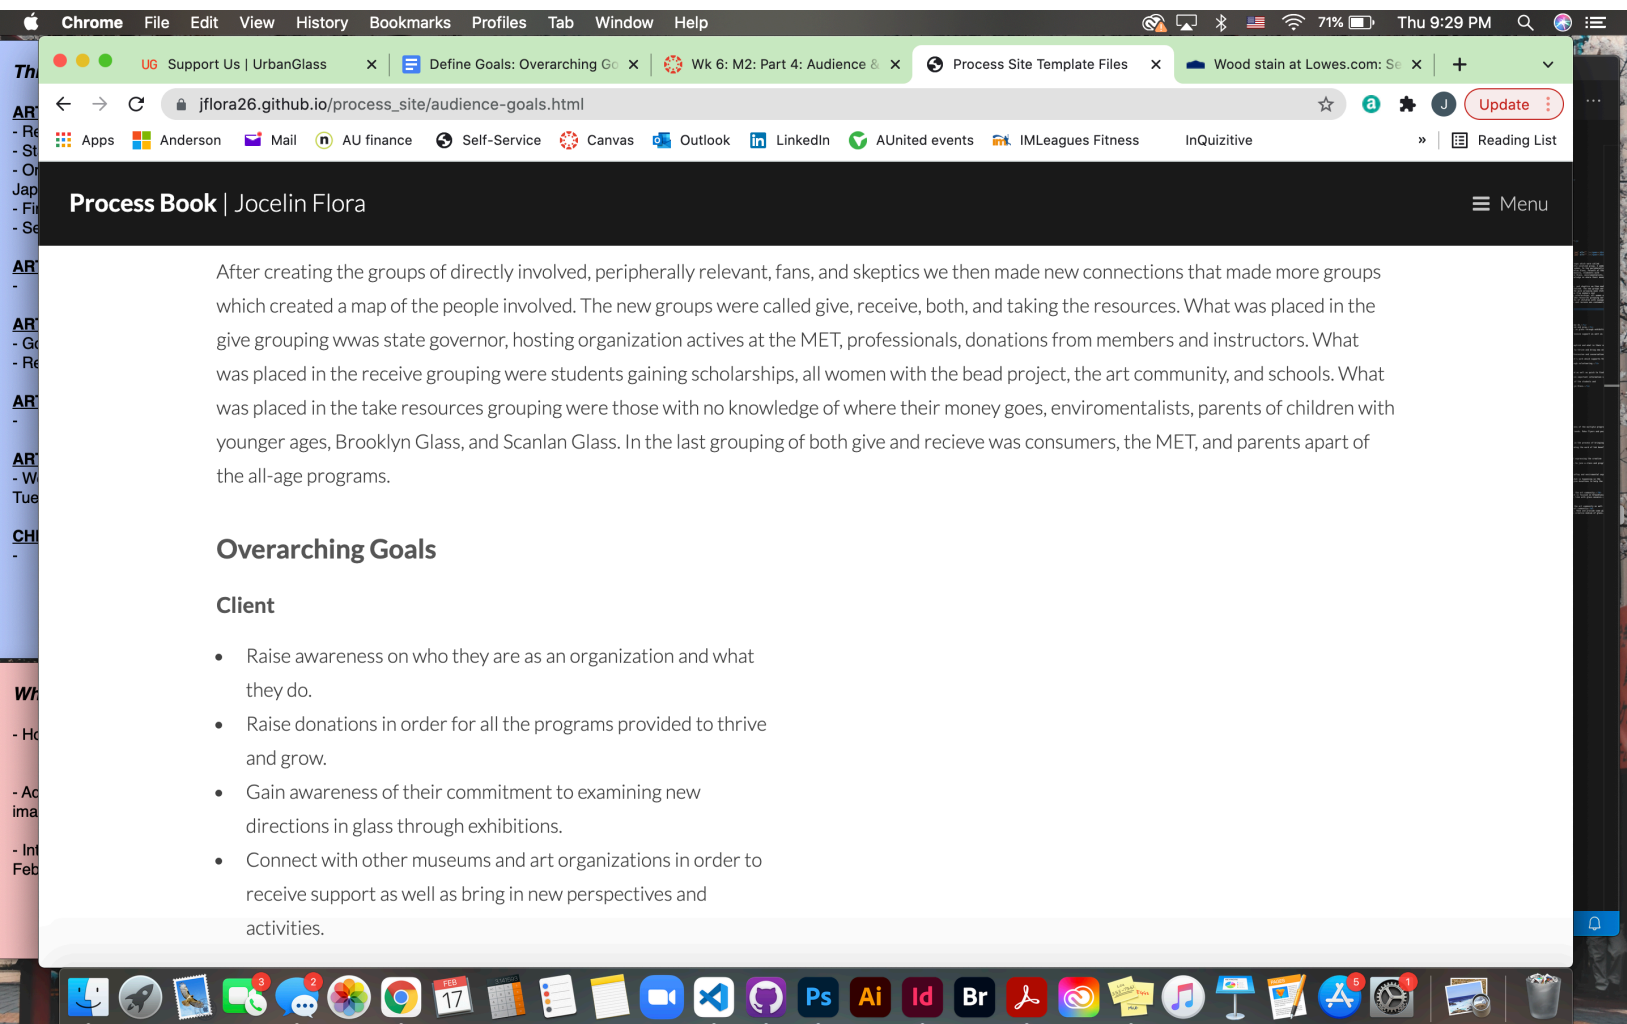 Chrome File Edit View History Bookmarks Profiles Tab Window Help 71% Thu 9:29 PM
UG Support Us | UrbanGlass Define Goals: Overarching Go Wk 6: M2: Part 4: Audience & Process Site Template Files Wood stain at Lowes.com: Se
jflora26.github.io/process_site/audience-goals.html a J Update
Apps Anderson Mail n AU finance Self-Service Canvas Outlook in LinkedIn AUnited events IMLeagues Fitness InQuizitive » Reading List
Process Book | Jocelin Flora Menu
After creating the groups of directly involved, peripherally relevant, fans, and skeptics we then made new connections that made more groups
which created a map of the people involved. The new groups were called give, receive, both, and taking the resources. What was placed in the
give grouping wwas state governor, hosting organization actives at the MET, professionals, donations from members and instructors. What
was placed in the receive grouping were students gaining scholarships, all women with the bead project, the art community, and schools. What
was placed in the take resources grouping were those with no knowledge of where their money goes, enviromentalists, parents of children with
younger ages, Brooklyn Glass, and Scanlan Glass. In the last grouping of both give and recieve was consumers, the MET, and parents apart of
the all-age programs.
Overarching Goals
Client
• Raise awareness on who they are as an organization and what
they do.
• Raise donations in order for all the programs provided to thrive
and grow.
• Gain awareness of their commitment to examining new
directions in glass through exhibitions.
• Connect with other museums and art organizations in order to
receive support as well as bring in new perspectives and
activities.
3 2 FEB 17 Ps Ai Id Br 5 1